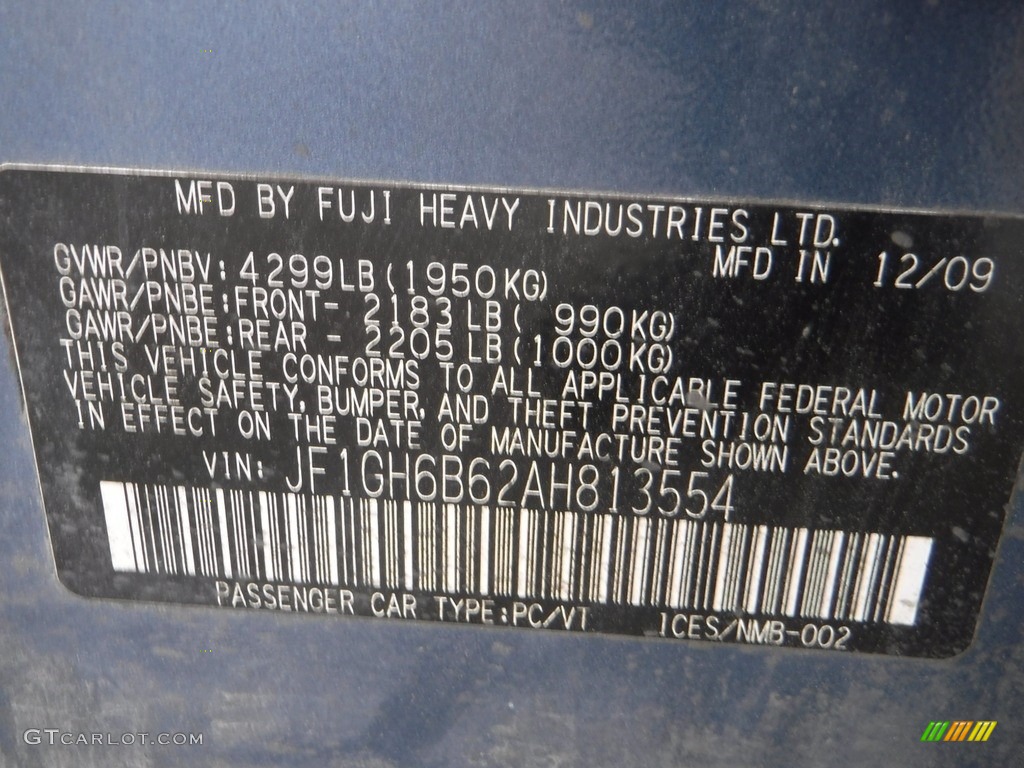 MFD BY FUJI HEAVY INDUSTRIES LTD.
MFD IN 12/09
GVWR/PNBV: 4299LB (1950KG)
GAWR/PNBE:FRONT- 2183LB ( 990KG)
GAWR/PNBE:REAR - 2205LB (1000KG)
THIS VEHICLE CONFORMS TO ALL APPLICABLE FEDERAL MOTOR
VEHICLE SAFETY, BUMPER, AND THEFT PREVENTION STANDARDS
IN EFFECT ON THE DATE OF MANUFACTURE SHOWN ABOVE.
VIN: JF1GH6B62AH813554
PASSENGER CAR TYPE:PC/VT ICES/NMB-002
GTCARLOT.COM